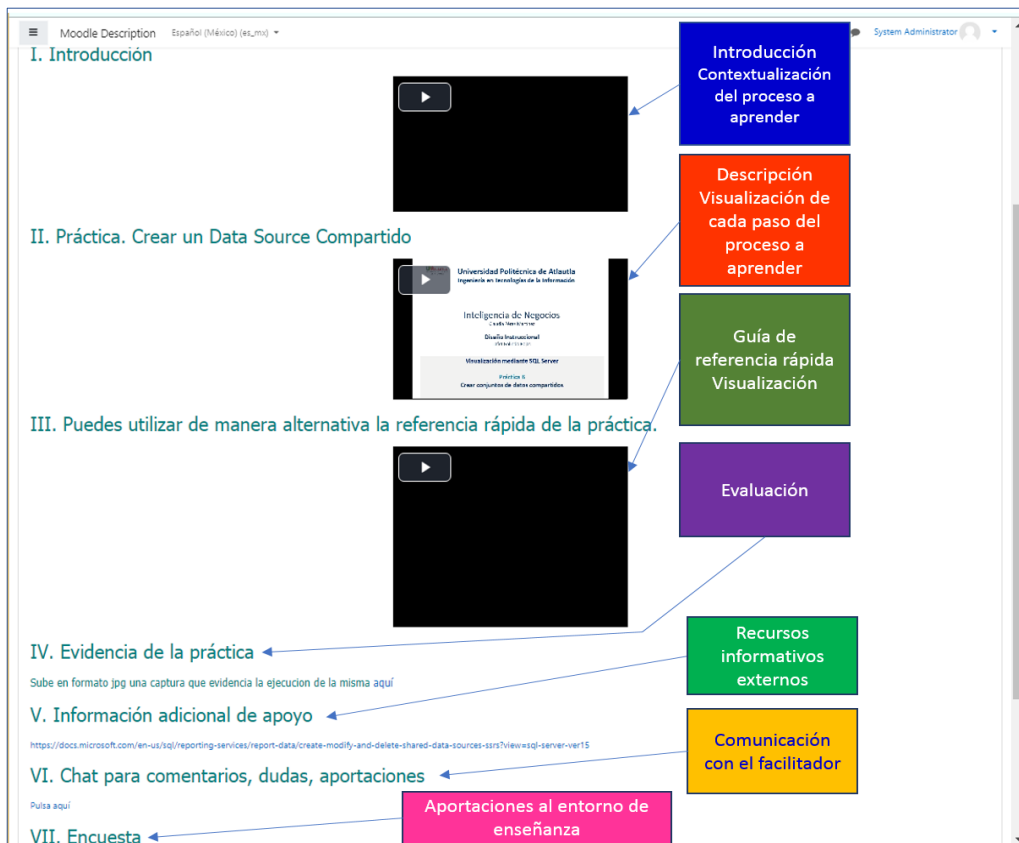 Moodle Description Español (México) (es_mx)
System Administrator
I. Introducción
Introducción
Contextualización
del proceso a
aprender
Descripción
Visualización de
cada paso del
proceso a
aprender
II. Práctica. Crear un Data Source Compartido
Universidad Politécnica de Atlautla
Ingeniería en tecnologías de la información
Inteligencia de Negocios
Diseño Instruccional
Visualización mediante SQL Server
Práctica 6
Crear conjuntos de datos compartidos
Guía de
referencia rápida
Visualización
III. Puedes utilizar de manera alternativa la referencia rápida de la práctica.
Evaluación
IV. Evidencia de la práctica
Sube en formato jpg una captura que evidencia la ejecucion de la misma aquí
Recursos
informativos
externos
V. Información adicional de apoyo
https://docs.microsoft.com/en-us/sql/reporting-services/report-data/create-modify-and-delete-shared-data-sources-ssrs?view=sql-server-ver15
Comunicación
con el facilitador
VI. Chat para comentarios, dudas, aportaciones
Pulsa aquí
Aportaciones al entorno de
enseñanza
VII. Encuesta